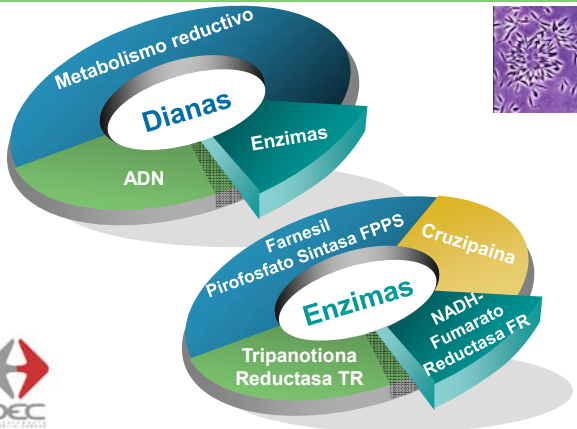 Metabolismo reductivo
Dianas
Enzimas
ADN
Farnesil
Pirofosfato Sintasa FPPS
Cruzipaina
Enzimas
NADH-
Fumarato
Reductasa FR
Tripanotiona
Reductasa TR
DEC